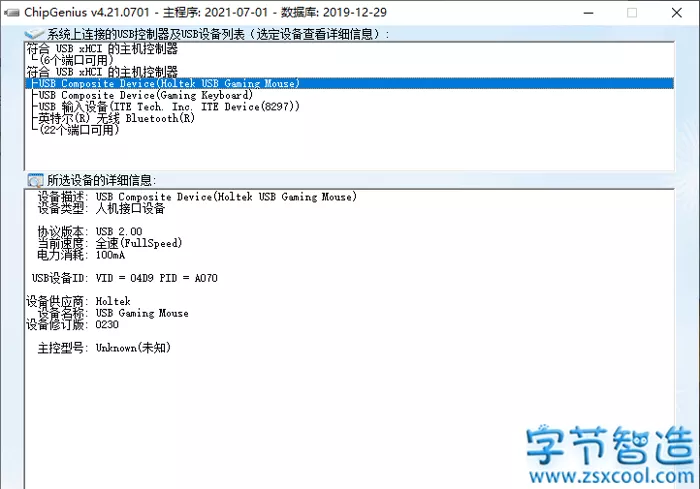 ChipGenius v4.21.0701 - 主程序: 2021-07-01 - 数据库: 2019-12-29
系统上连接的USB控制器及USB设备列表（选定设备查看详细信息）:
符合 USB xHCI 的主机控制器
(6个端口可用)
符合 USB xHCI 的主机控制器
USB Composite Device(Holtek USB Gaming Mouse)
USB Composite Device(Gaming Keyboard)
USB 输入设备(ITE Tech. Inc. ITE Device(8297))
英特尔(R) 无线 Bluetooth(R)
(22个端口可用)
所选设备的详细信息:
设备描述: USB Composite Device(Holtek USB Gaming Mouse)
设备类型: 人机接口设备
协议版本: USB 2.00
当前速度: 全速(FullSpeed)
电力消耗: 100mA
USB设备ID: VID = 04D9 PID = A070
设备供应商: Holtek
设备名称: USB Gaming Mouse
设备修订版: 0230
主控型号: Unknown(未知)
字节智造
www.zsxcool.com